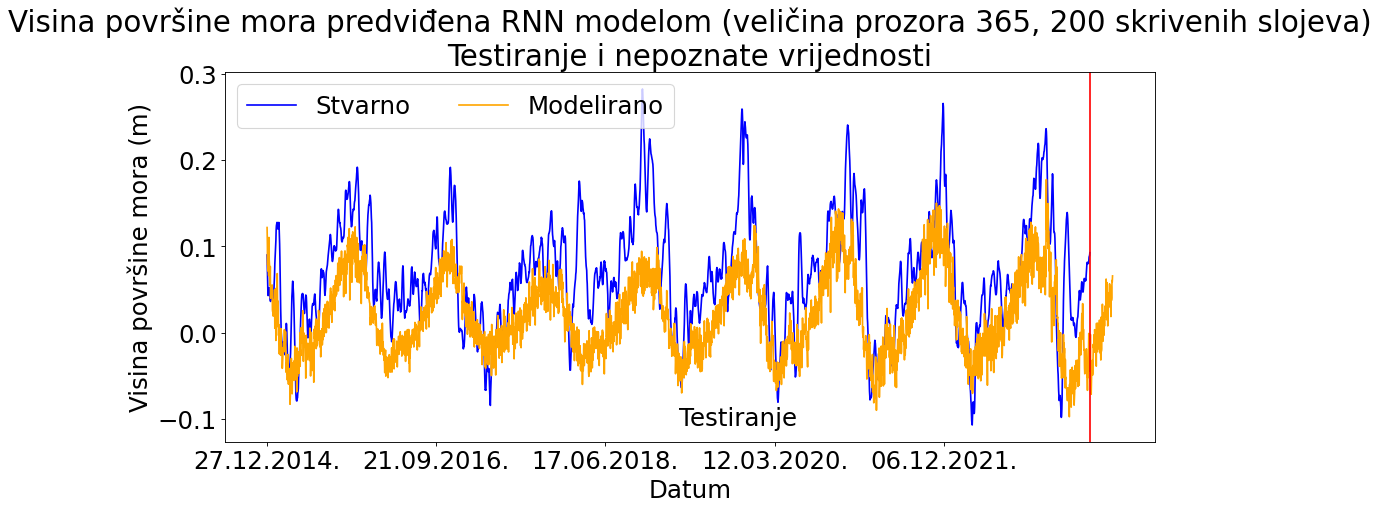 Visina površine mora predviđena RNN modelom (veličina prozora 365, 200 skrivenih slojeva)
Testiranje i nepoznate vrijednosti
Stvarno Modelirano
Visina površine mora (m)
0.3
0.2
0.1
0.0
−0.1
Testiranje
27.12.2014. 21.09.2016. 17.06.2018. 12.03.2020. 06.12.2021.
Datum